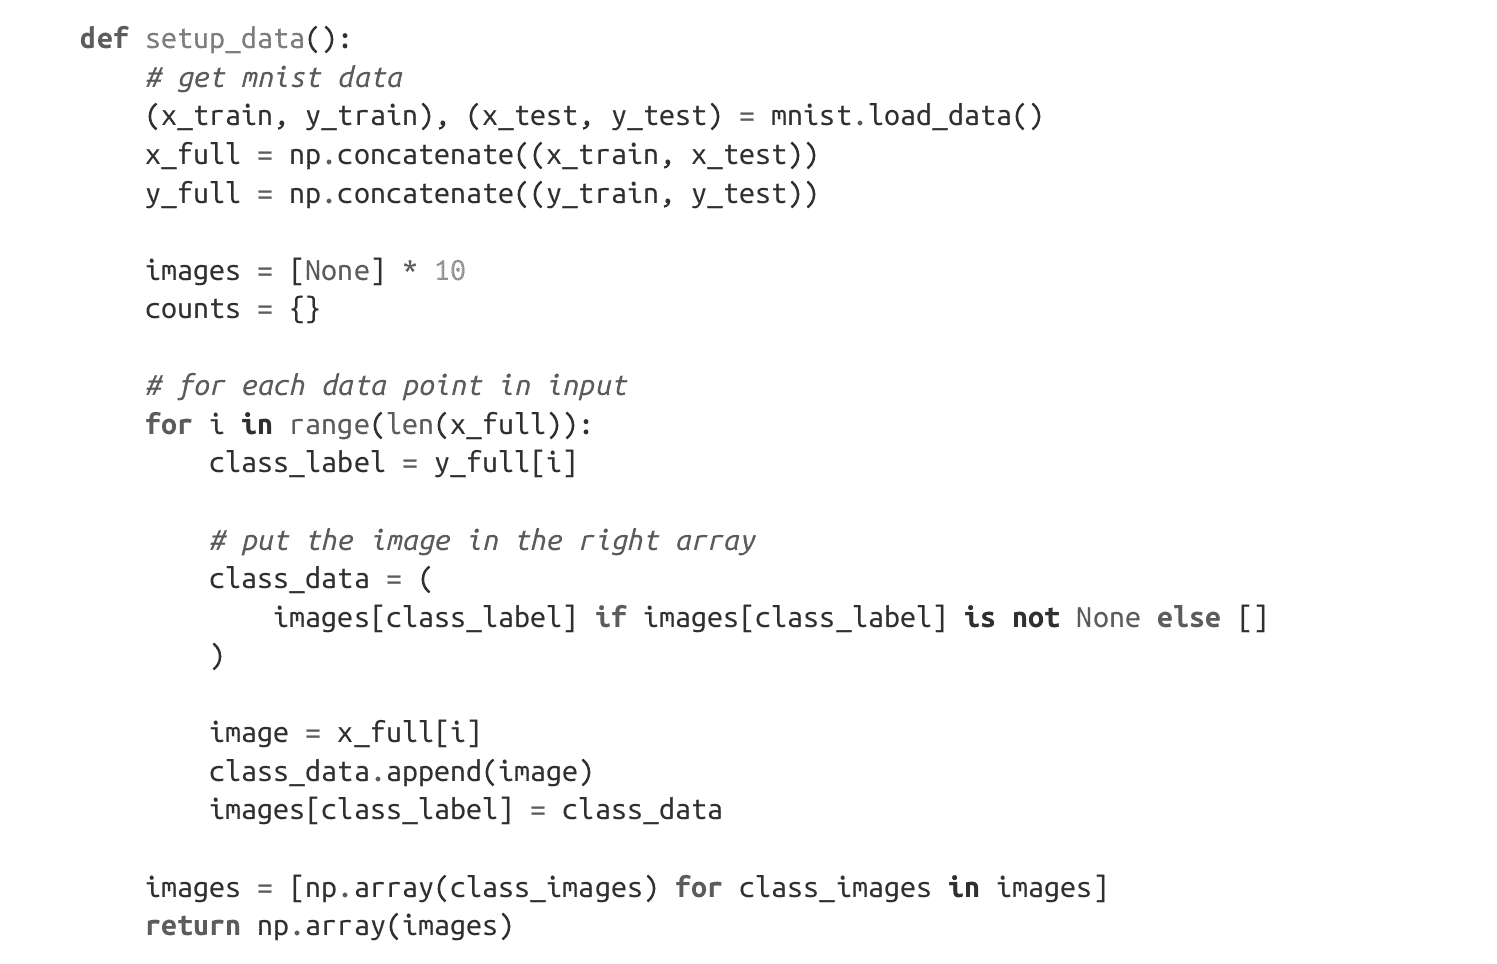 def setup_data():
    # get mnist data
    (x_train, y_train), (x_test, y_test) = mnist.load_data()
    x_full = np.concatenate((x_train, x_test))
    y_full = np.concatenate((y_train, y_test))

    images = [None] * 10
    counts = {}

    # for each data point in input
    for i in range(len(x_full)):
        class_label = y_full[i]

        # put the image in the right array
        class_data = (
            images[class_label] if images[class_label] is not None else []
        )

        image = x_full[i]
        class_data.append(image)
        images[class_label] = class_data

    images = [np.array(class_images) for class_images in images]
    return np.array(images)